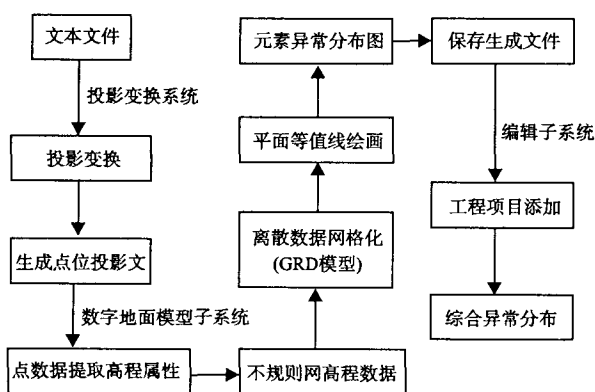 文本文件
投影变换系统
投影变换
生成点位投影文
数字地面模型子系统
点数据提取高程属性
不规则网高程数据
离散数据网格化
(GRD模型)
平面等值线绘画
元素异常分布图
保存生成文件
编辑子系统
工程项目添加
综合异常分布